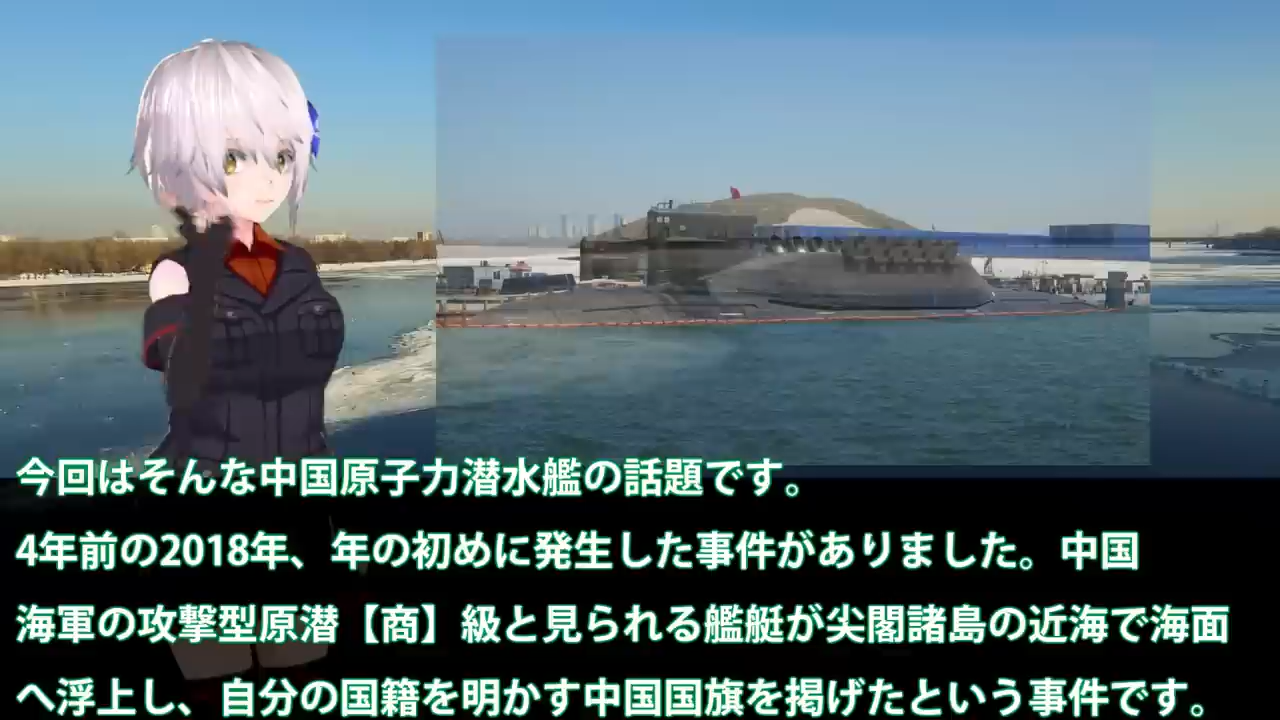 今回はそんな中国原子力潜水艦の話題です。
4年前の2018年、年の初めに発生した事件がありました。中国
海軍の攻撃型原潜【商】級と見られる艦艇が尖閣諸島の近海で海面
へ浮上し、自分の国籍を明かす中国国旗を掲げたという事件です。